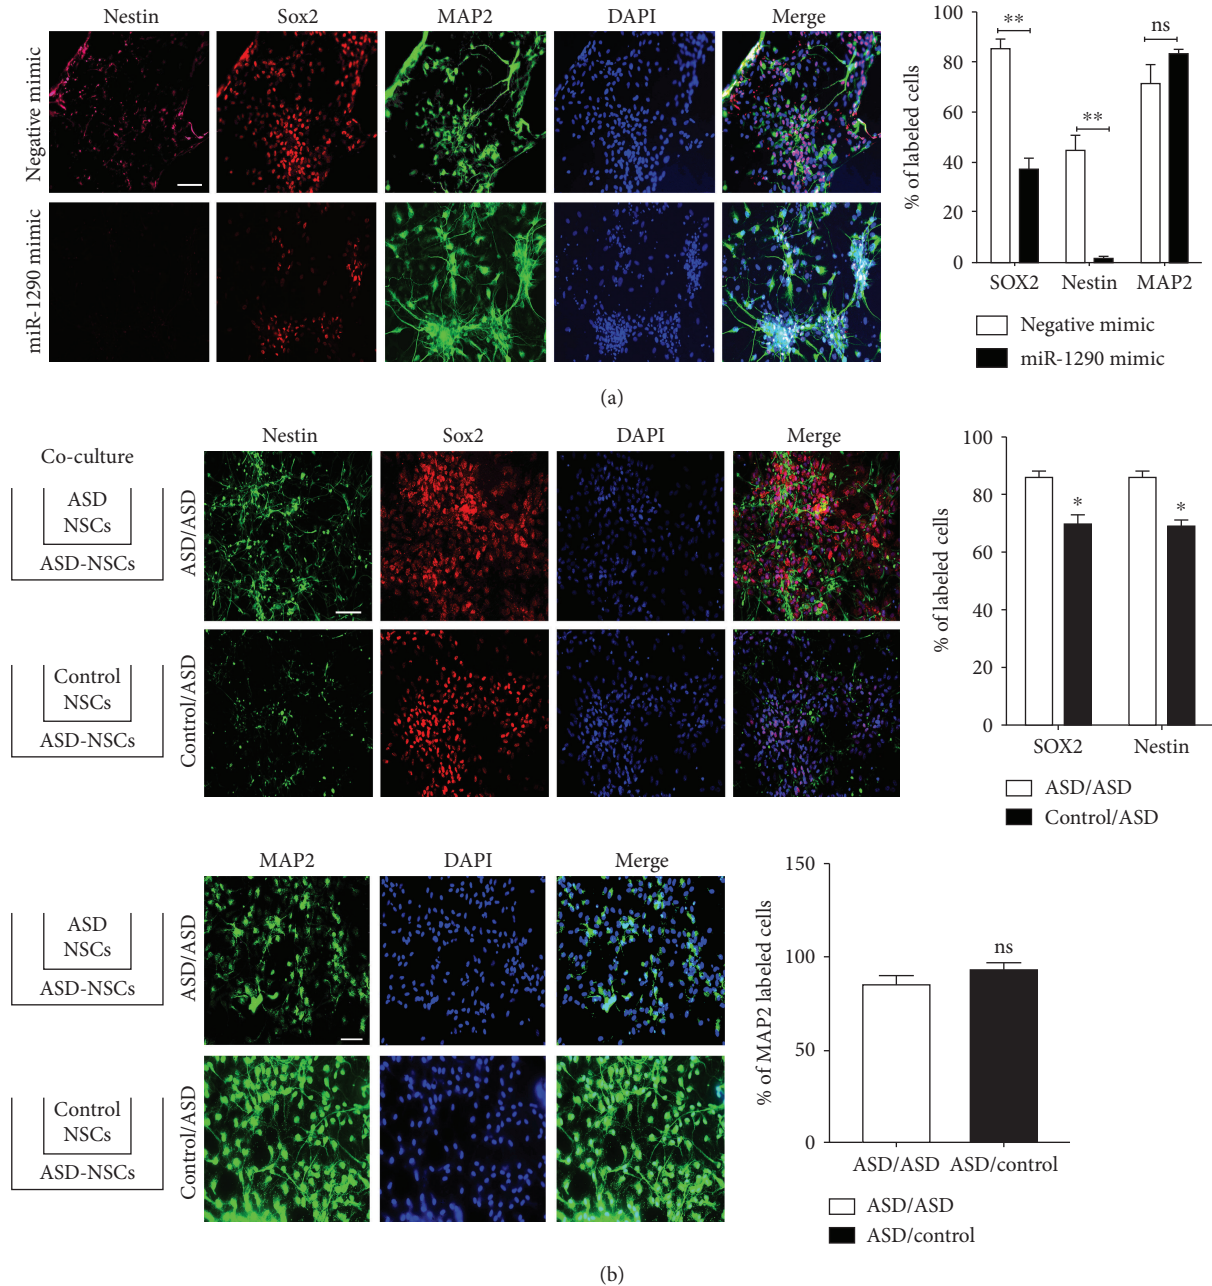 Nestin Sox2 MAP2 DAPI Merge
Negative mimic
miR-1290 mimic
% of labeled cells
100
80
60
40
20
0
**
**
ns
SOX2 Nestin MAP2
Negative mimic
miR-1290 mimic
(a)
Co-culture
ASD
NSCs
ASD-NSCs
Control
NSCs
ASD-NSCs
Nestin Sox2 DAPI Merge
ASD/ASD
Control/ASD
% of labeled cells
100
80
60
40
20
0
*
*
SOX2 Nestin
ASD/ASD
Control/ASD
ASD
NSCs
ASD-NSCs
Control
NSCs
ASD-NSCs
MAP2 DAPI Merge
ASD/ASD
Control/ASD
% of MAP2 labeled cells
150
100
50
0
ns
ASD/ASD ASD/control
ASD/ASD
ASD/control
(b)